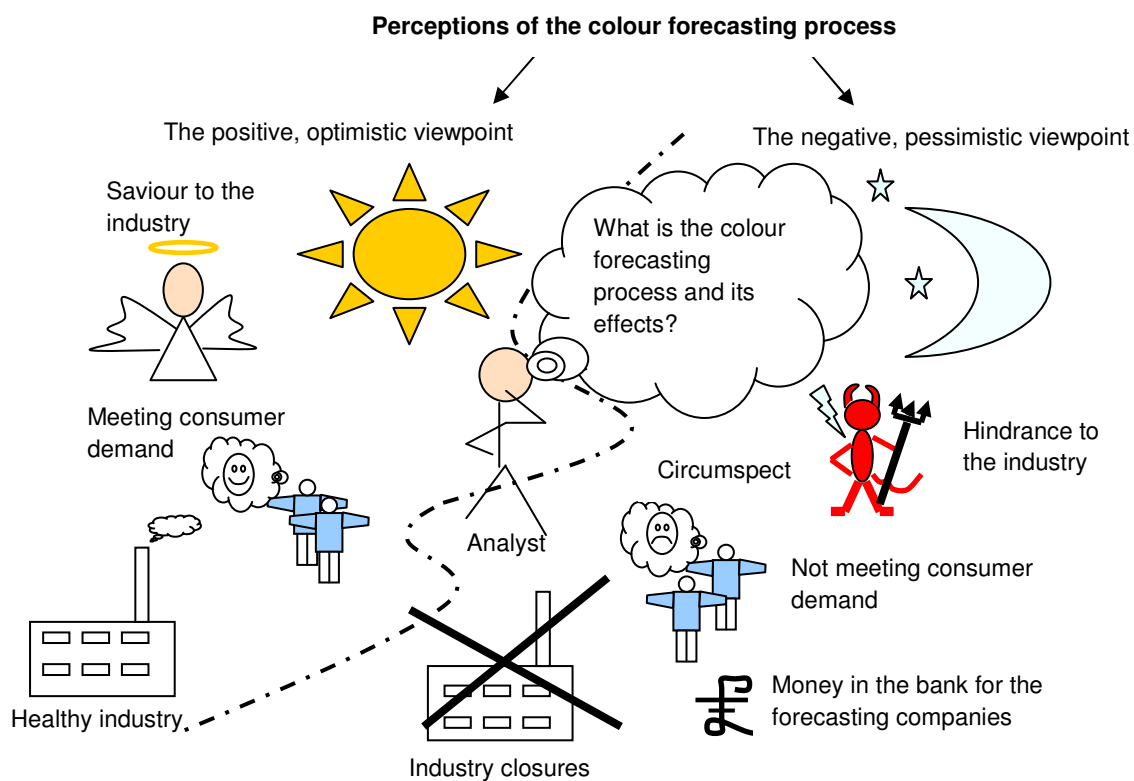 Perceptions of the colour forecasting process
The positive, optimistic viewpoint
The negative, pessimistic viewpoint
Saviour to the
industry
What is the colour
forecasting
process and its
effects?
Meeting consumer
demand
Hindrance to
the industry
Circumspect
Analyst
Not meeting consumer
demand
Healthy industry
Money in the bank for the
forecasting companies
Industry closures